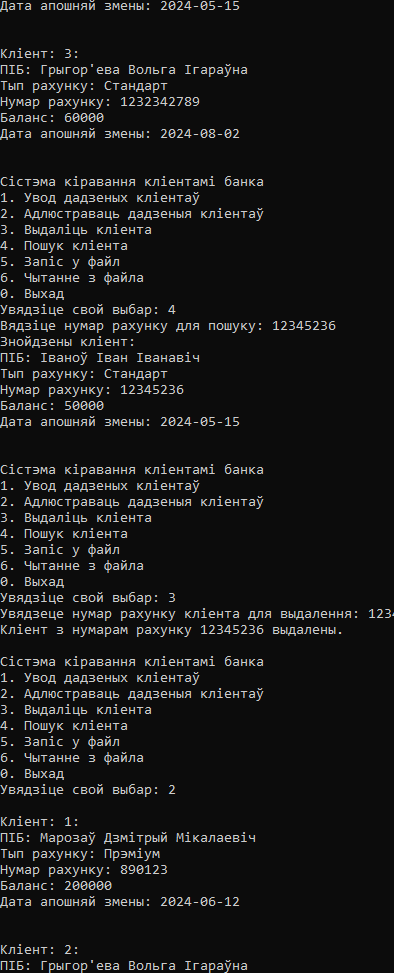 Дата апошняй змены: 2024-05-15
Кліент: 3:
ПІБ: Грыгор'ева Вольга Ігараўна
Тып рахунку: Стандарт
Нумар рахунку: 1232342789
Баланс: 60000
Дата апошняй змены: 2024-08-02
Сістэма кіравання кліентамі банка
1. Увод дадзеных кліентаў
2. Адлюстраваць дадзеныя кліентаў
3. Выдаліць кліента
4. Пошук кліента
5. Запіс у файл
6. Чытанне з файла
0. Выхад
Увядзіце свой выбар: 4
Вядзіце нумар рахунку для пошуку: 12345236
Знойдзены кліент:
ПІБ: Іваноў Іван Іванавіч
Тып рахунку: Стандарт
Нумар рахунку: 12345236
Баланс: 50000
Дата апошняй змены: 2024-05-15
Сістэма кіравання кліентамі банка
1. Увод дадзеных кліентаў
2. Адлюстраваць дадзеныя кліентаў
3. Выдаліць кліента
4. Пошук кліента
5. Запіс у файл
6. Чытанне з файла
0. Выхад
Увядзіце свой выбар: 3
Увядзеце нумар рахунку кліента для выдалення: 1234
Кліент з нумарам рахунку 12345236 выдалены.
Сістэма кіравання кліентамі банка
1. Увод дадзеных кліентаў
2. Адлюстраваць дадзеныя кліентаў
3. Выдаліць кліента
4. Пошук кліента
5. Запіс у файл
6. Чытанне з файла
0. Выхад
Увядзіце свой выбар: 2
Кліент: 1:
ПІБ: Марозаў Дзмітрый Мікалаевіч
Тып рахунку: Прэміум
Нумар рахунку: 890123
Баланс: 200000
Дата апошняй змены: 2024-06-12
Кліент: 2:
ПІБ: Грыгор'ева Вольга Ігараўна